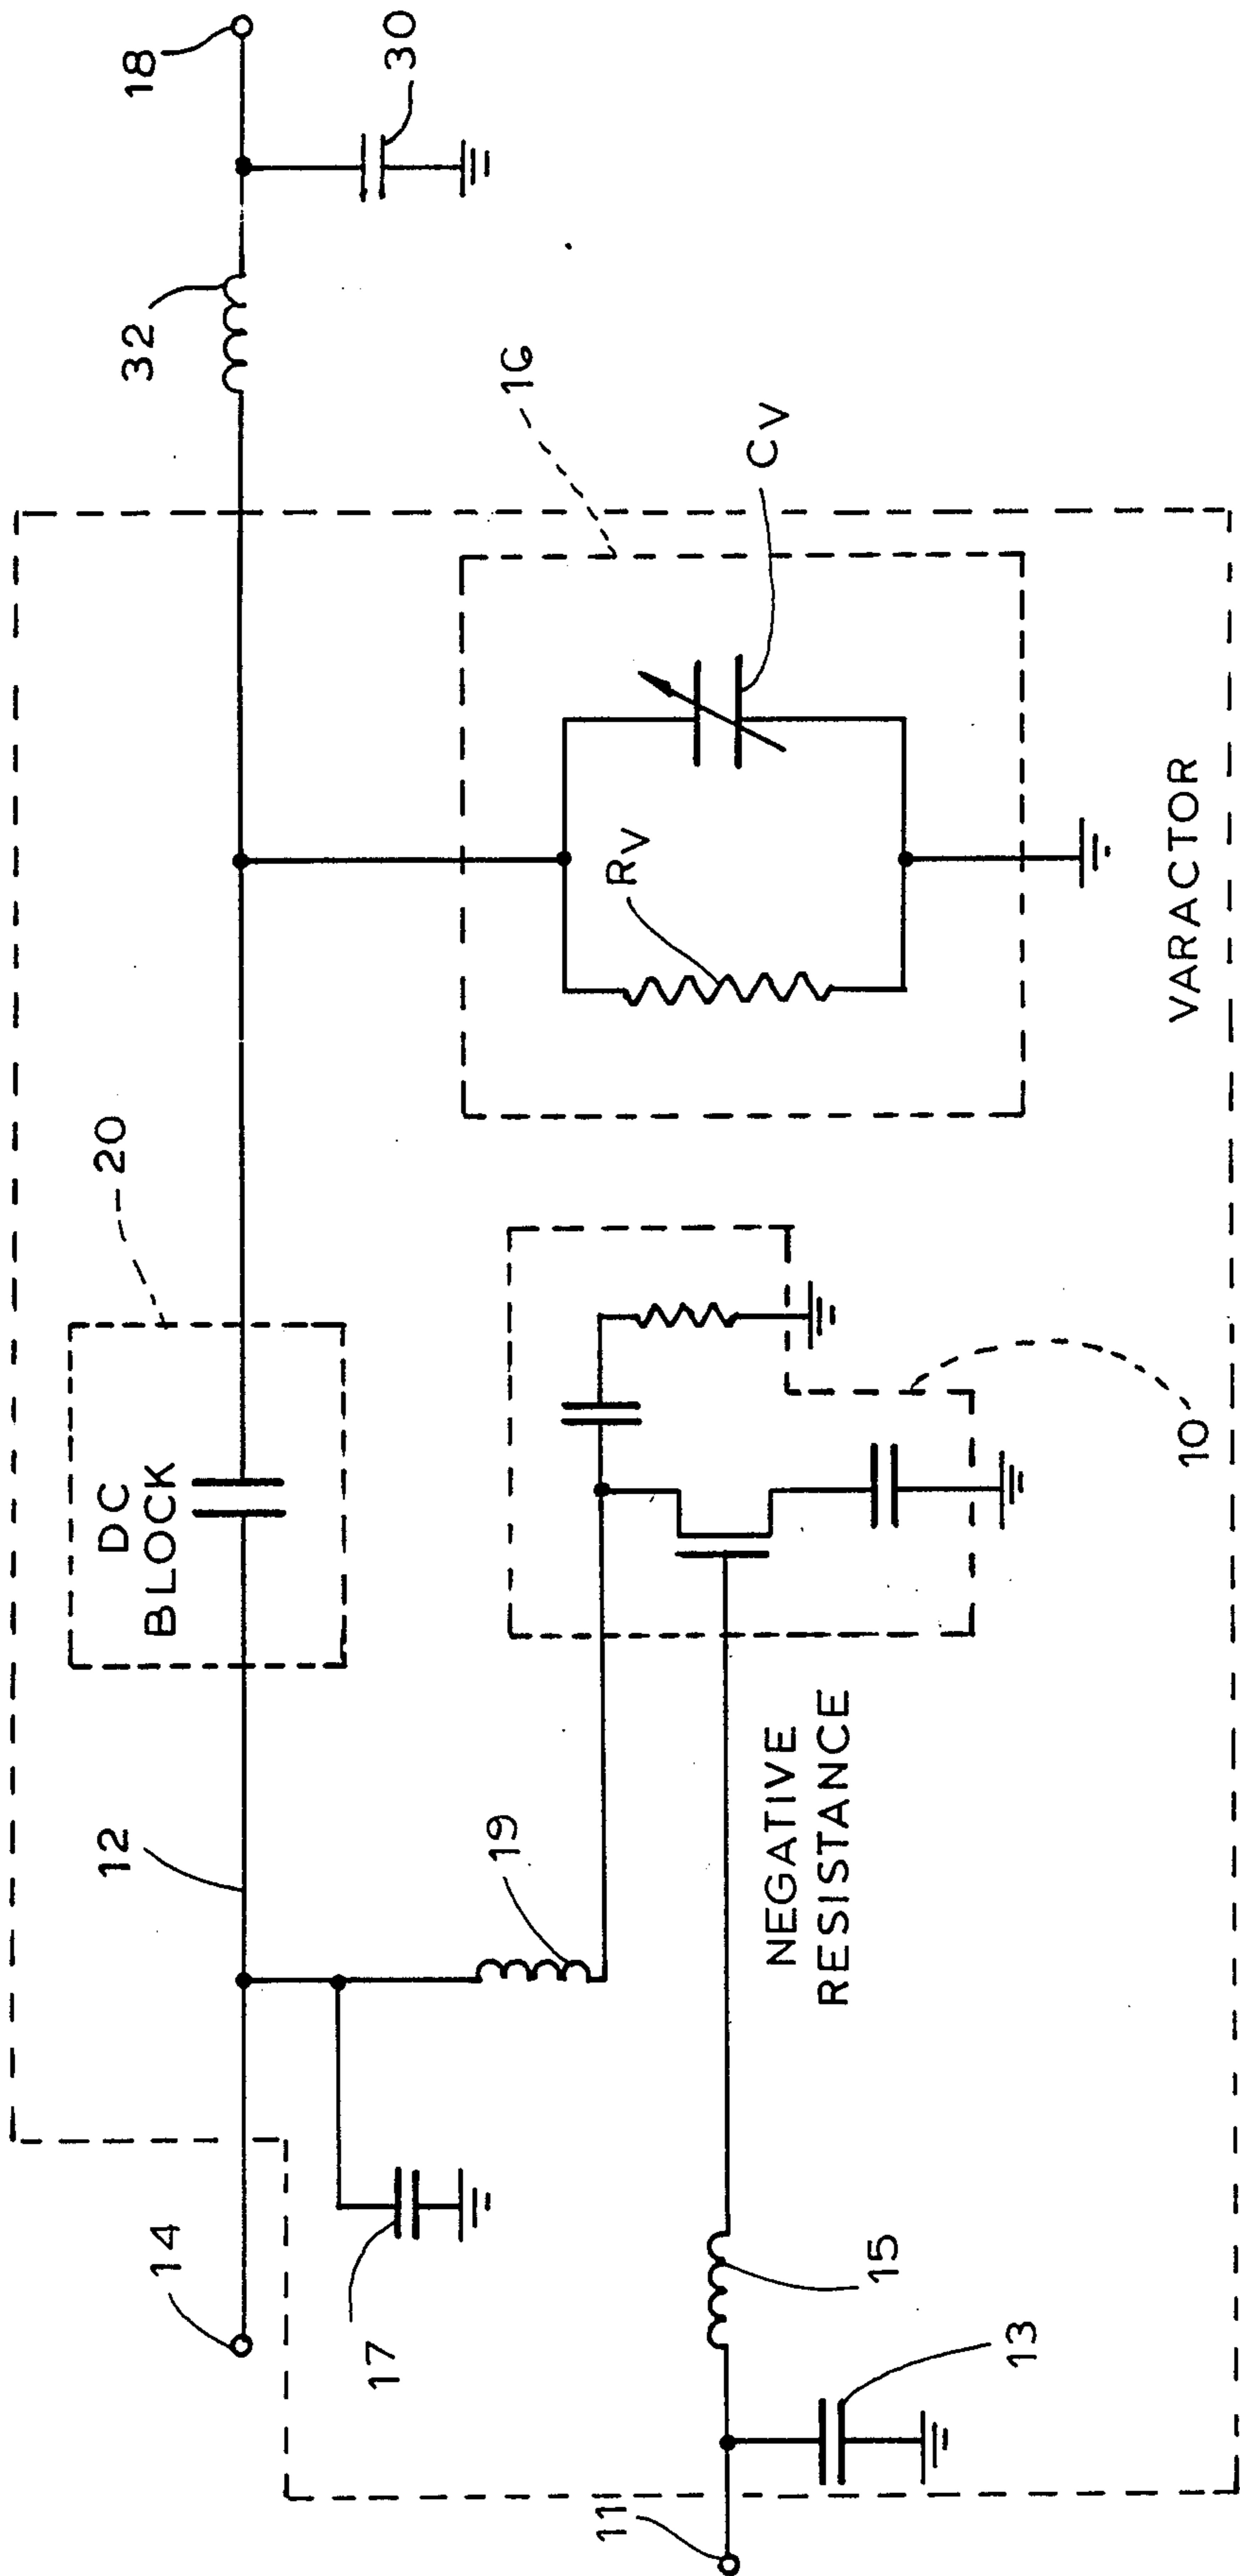 18
30
32
16
CV
RV
VARACTOR
20
DC
BLOCK
10
12
19
NEGATIVE
RESISTANCE
14
17
15
13
11